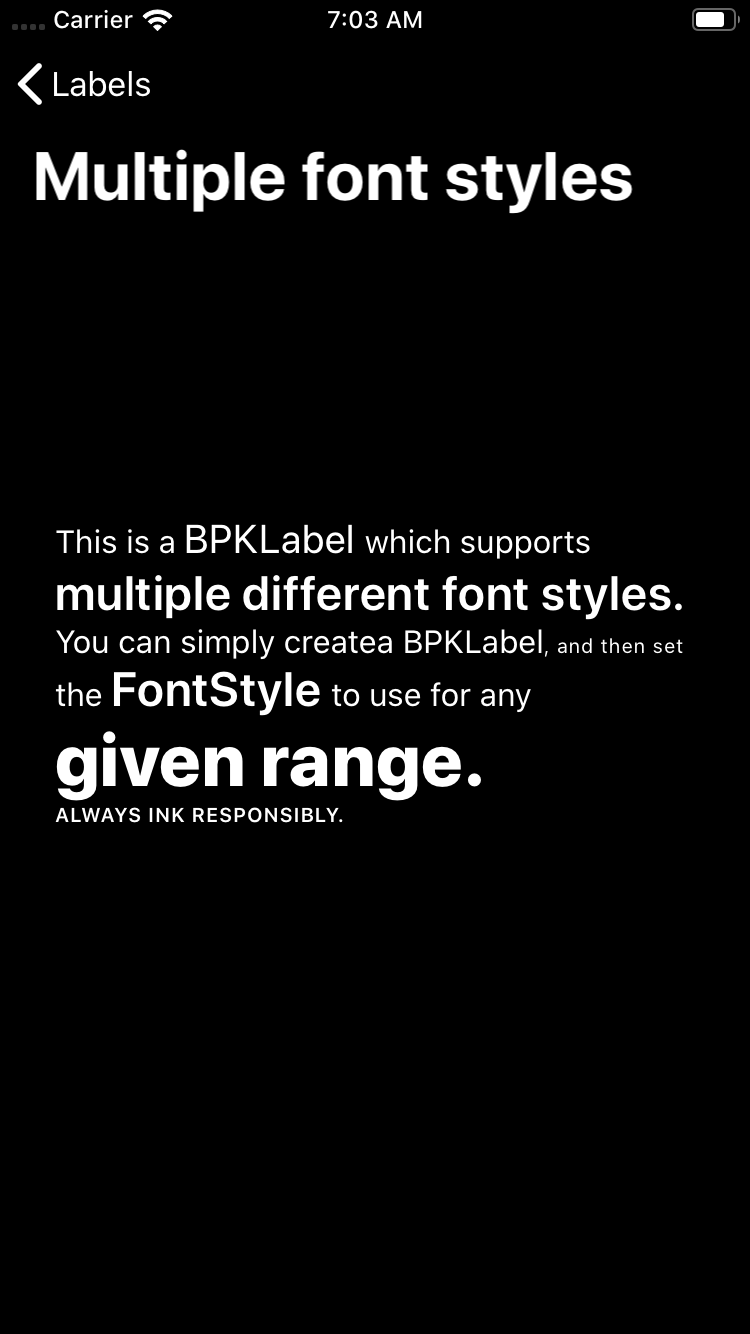 Carrier 7:03 AM
Labels
Multiple font styles
This is a BPKLabel which supports
multiple different font styles.
You can simply createa BPKLabel, and then set
the FontStyle to use for any
given range.
ALWAYS INK RESPONSIBLY.